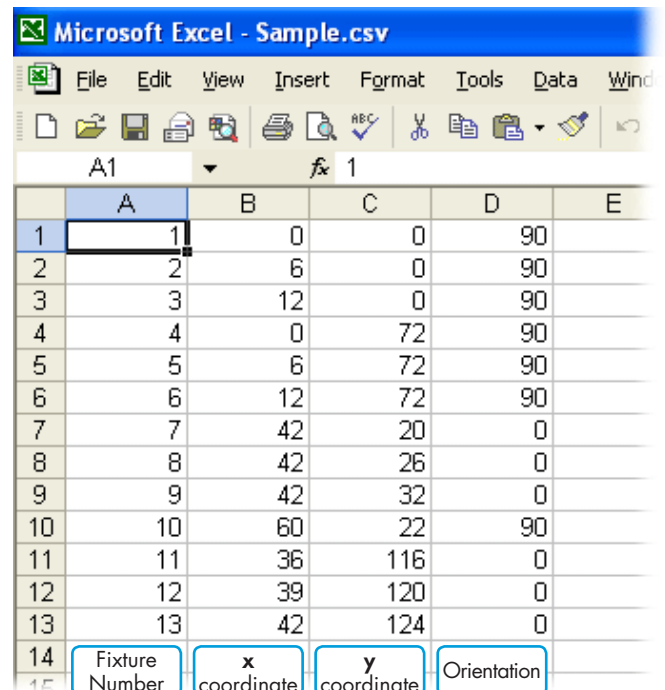 Microsoft Excel - Sample.csv
File Edit View Insert Format Tools Data Wind
ABC
A1 fx 1
A B C D E
1 1 0 0 90
2 2 6 0 90
3 3 12 0 90
4 4 0 72 90
5 5 6 72 90
6 6 12 72 90
7 7 42 20 0
8 8 42 26 0
9 9 42 32 0
10 10 60 22 90
11 11 36 116 0
12 12 39 120 0
13 13 42 124 0
14 Fixture x y Orientation
15 Number coordinate coordinate